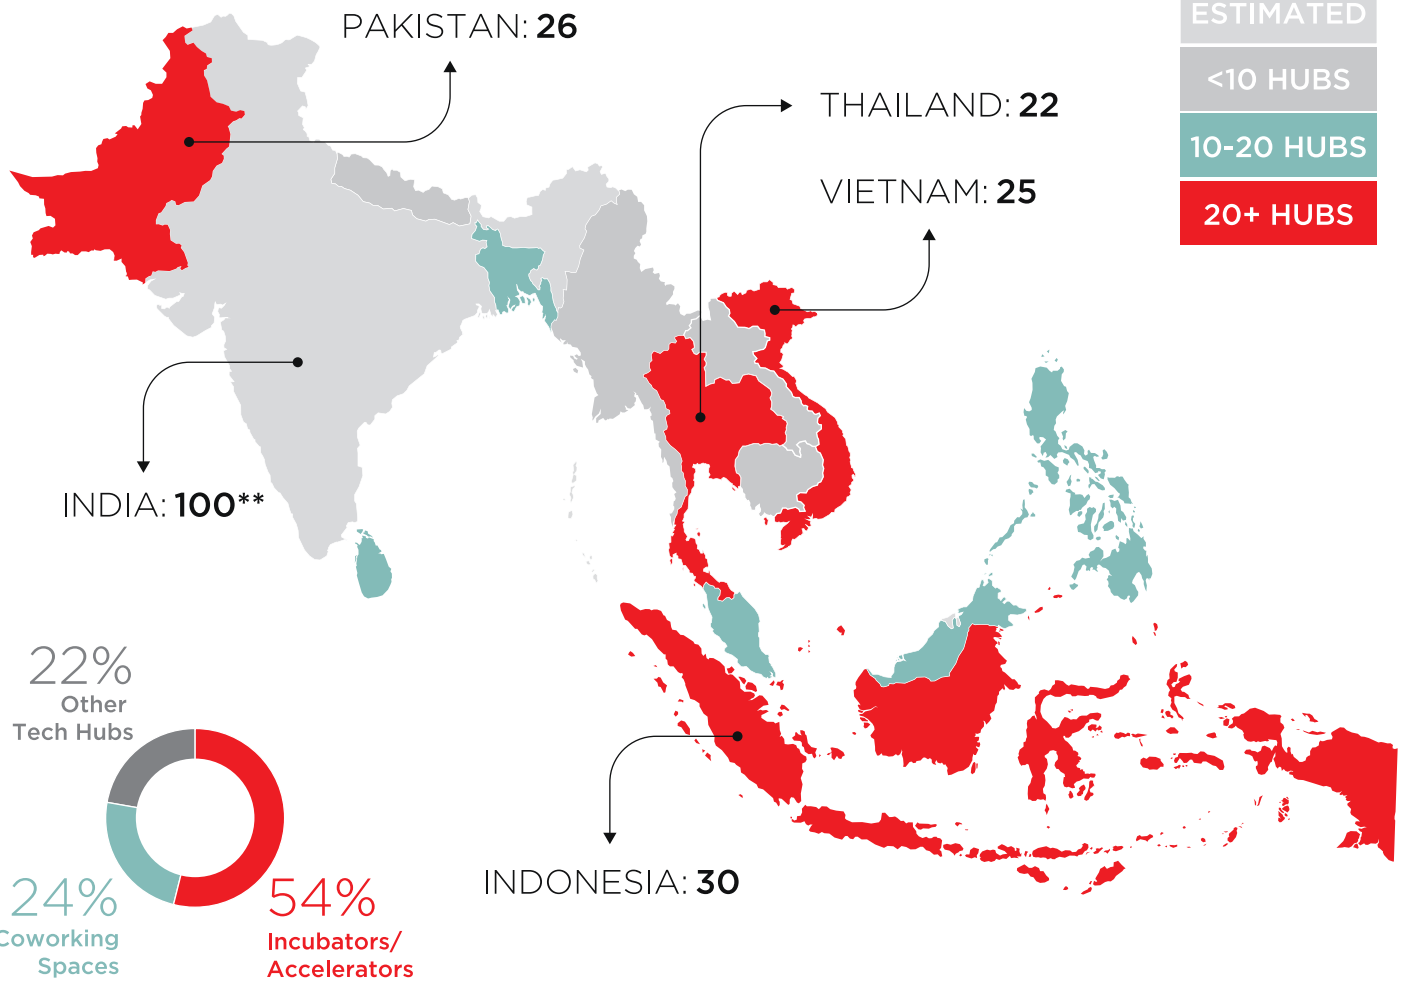 PAKISTAN: 26
ESTIMATED
<10 HUBS
10-20 HUBS
20+ HUBS
THAILAND: 22
VIETNAM: 25
INDIA: 100**
22%
Other
Tech Hubs
24%
Coworking
Spaces
54%
Incubators/
Accelerators
INDONESIA: 30